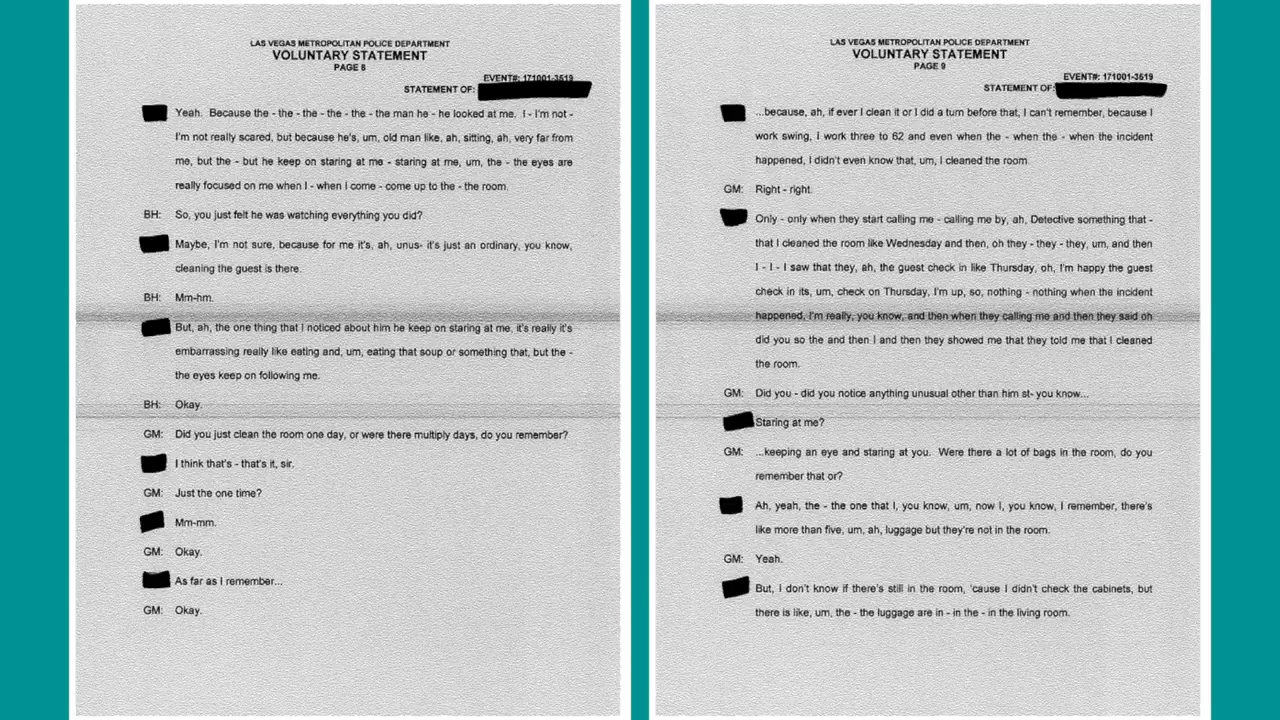 LAS VEGAS METROPOLITAN POLICE DEPARTMENT
VOLUNTARY STATEMENT
PAGE 8
EVENT#: 171001-3519
STATEMENT OF:
Yeah. Because the - the - the - the - the - the man he - he looked at me. I - I'm not -
I'm not really scared, but because he's, um, old man like, ah, sitting, ah, very far from
me, but the - but he keep on staring at me - staring at me, um, the - the eyes are
really focused on me when I - when I come - come up to the - the room.
BH: So, you just felt he was watching everything you did?
Maybe, I'm not sure, because for me it's, ah, unus- it's just an ordinary, you know,
cleaning the guest is there.
BH: Mm-hm.
But, ah, the one thing that I noticed about him he keep on staring at me, it's really it's
embarrassing really like eating and, um, eating that soup or something that, but the -
the eyes keep on following me.
BH: Okay.
GM: Did you just clean the room one day, or were there multiply days, do you remember?
I think that's - that's it, sir.
GM: Just the one time?
Mm-mm.
GM: Okay.
As far as I remember...
GM: Okay.
LAS VEGAS METROPOLITAN POLICE DEPARTMENT
VOLUNTARY STATEMENT
PAGE 9
EVENT#: 171001-3519
STATEMENT OF:
...because, ah, if ever I clean it or I did a turn before that, I can't remember, because I
work swing, I work three to 62 and even when the - when the - when the incident
happened, I didn't even know that, um, I cleaned the room.
GM: Right - right.
Only - only when they start calling me - calling me by, ah, Detective something that -
that I cleaned the room like Wednesday and then, oh they - they - they, um, and then
I - I - I saw that they, ah, the guest check in like Thursday, oh, I'm happy the guest
check in its, um, check on Thursday, I'm up, so, nothing - nothing when the incident
happened, I'm really, you know, and then when they calling me and then they said oh
did you so the and then I and then they showed me that they told me that I cleaned
the room.
GM: Did you - did you notice anything unusual other than him st- you know...
Staring at me?
GM: ...keeping an eye and staring at you. Were there a lot of bags in the room, do you
remember that or?
Ah, yeah, the - the one that I, you know, um, now I, you know, I remember, there's
like more than five, um, ah, luggage but they're not in the room.
GM: Yeah.
But, I don't know if there's still in the room, 'cause I didn't check the cabinets, but
there is like, um, the - the luggage are in - in the - in the living room.